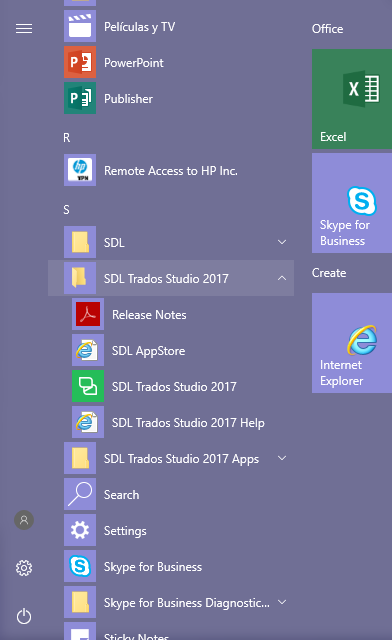 Películas y TV
PowerPoint
Publisher
R
Remote Access to HP Inc.
S
SDL
SDL Trados Studio 2017
Release Notes
SDL AppStore
SDL Trados Studio 2017
SDL Trados Studio 2017 Help
SDL Trados Studio 2017 Apps
Search
Settings
Skype for Business
Skype for Business Diagnostic...
Sticky Notes
Office
Excel
Skype for
Business
Create
Internet
Explorer